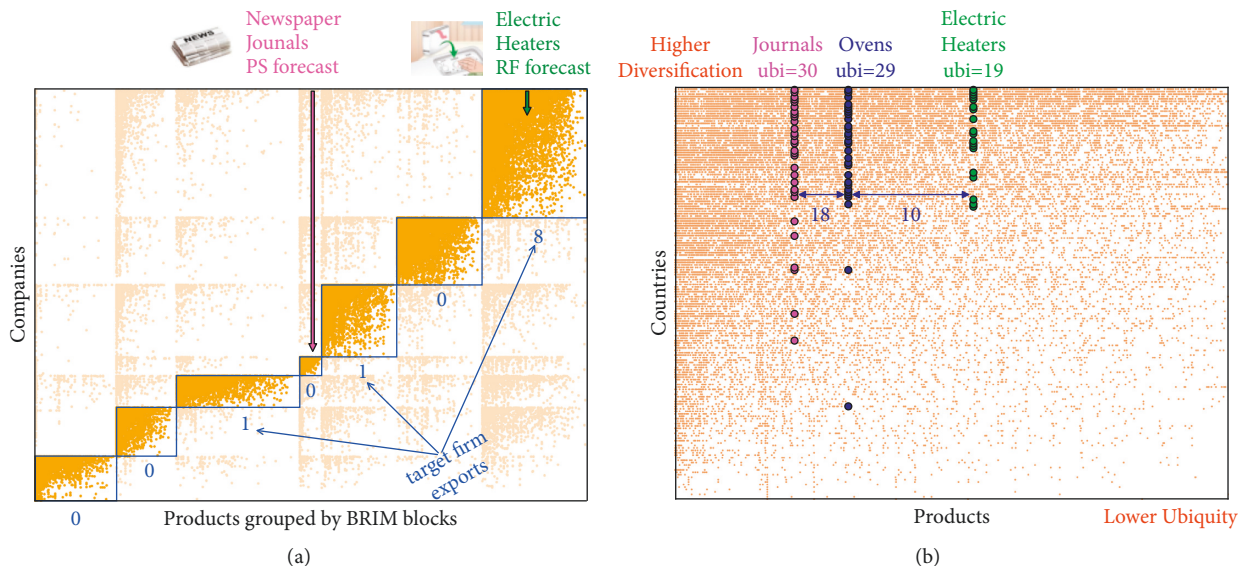 NEWS
Newspaper
Jounals
PS forecast
Electric
Heaters
RF forecast
Companies
8
0
1
0
1
0
0
target firm
exports
Products grouped by BRIM blocks
(a)
Higher
Diversification
Journals
ubi=30
Ovens
ubi=29
Electric
Heaters
ubi=19
18
10
Countries
Products
Lower Ubiquity
(b)